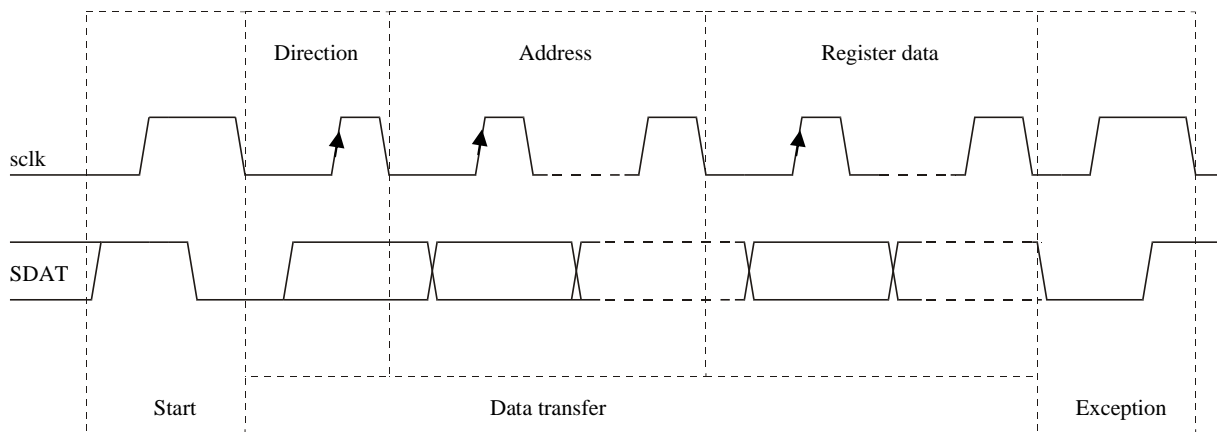 Direction Address Register data
sclk
SDAT
Start Data transfer Exception